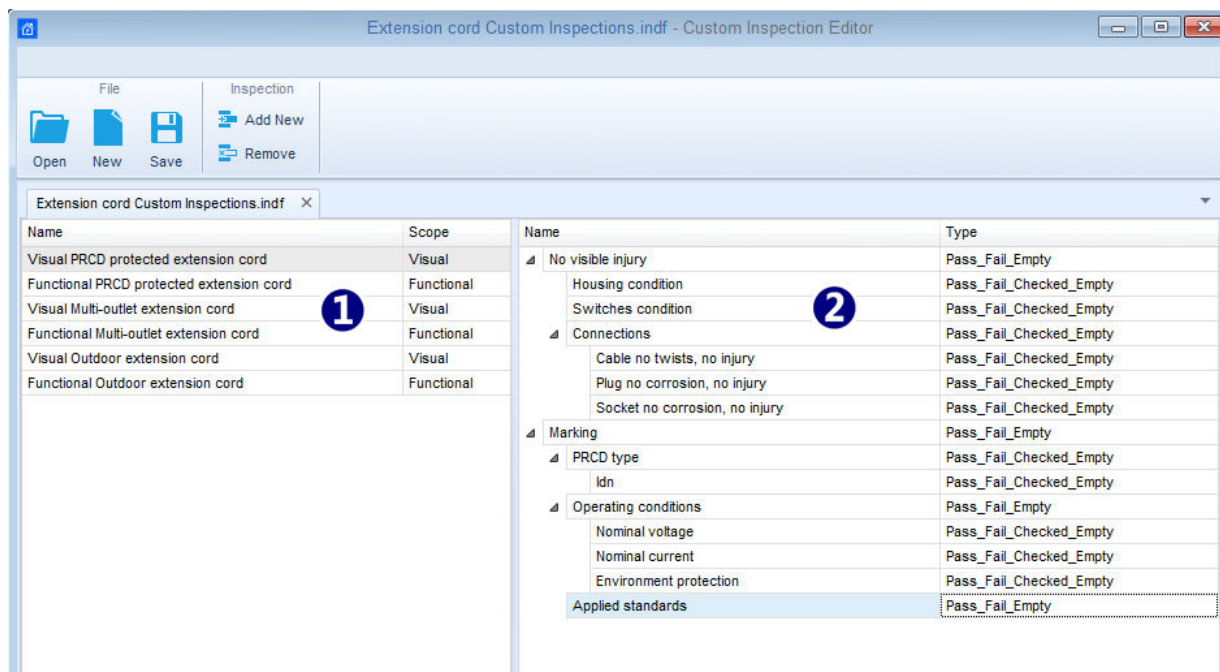 Extension cord Custom Inspections.indf - Custom Inspection Editor
File
Inspection
Open
New
Save
Add New
Remove
Extension cord Custom Inspections.indf
Name Scope
Visual PRCD protected extension cord Visual
Functional PRCD protected extension cord Functional
Visual Multi-outlet extension cord Visual
Functional Multi-outlet extension cord Functional
Visual Outdoor extension cord Visual
Functional Outdoor extension cord Functional
1
Name Type
No visible injury Pass_Fail_Empty
Housing condition Pass_Fail_Checked_Empty
Switches condition Pass_Fail_Checked_Empty
Connections Pass_Fail_Checked_Empty
Cable no twists, no injury Pass_Fail_Checked_Empty
Plug no corrosion, no injury Pass_Fail_Checked_Empty
Socket no corrosion, no injury Pass_Fail_Checked_Empty
Marking Pass_Fail_Empty
PRCD type Pass_Fail_Checked_Empty
Idn Pass_Fail_Checked_Empty
Operating conditions Pass_Fail_Empty
Nominal voltage Pass_Fail_Checked_Empty
Nominal current Pass_Fail_Checked_Empty
Environment protection Pass_Fail_Checked_Empty
Applied standards Pass_Fail_Empty
2